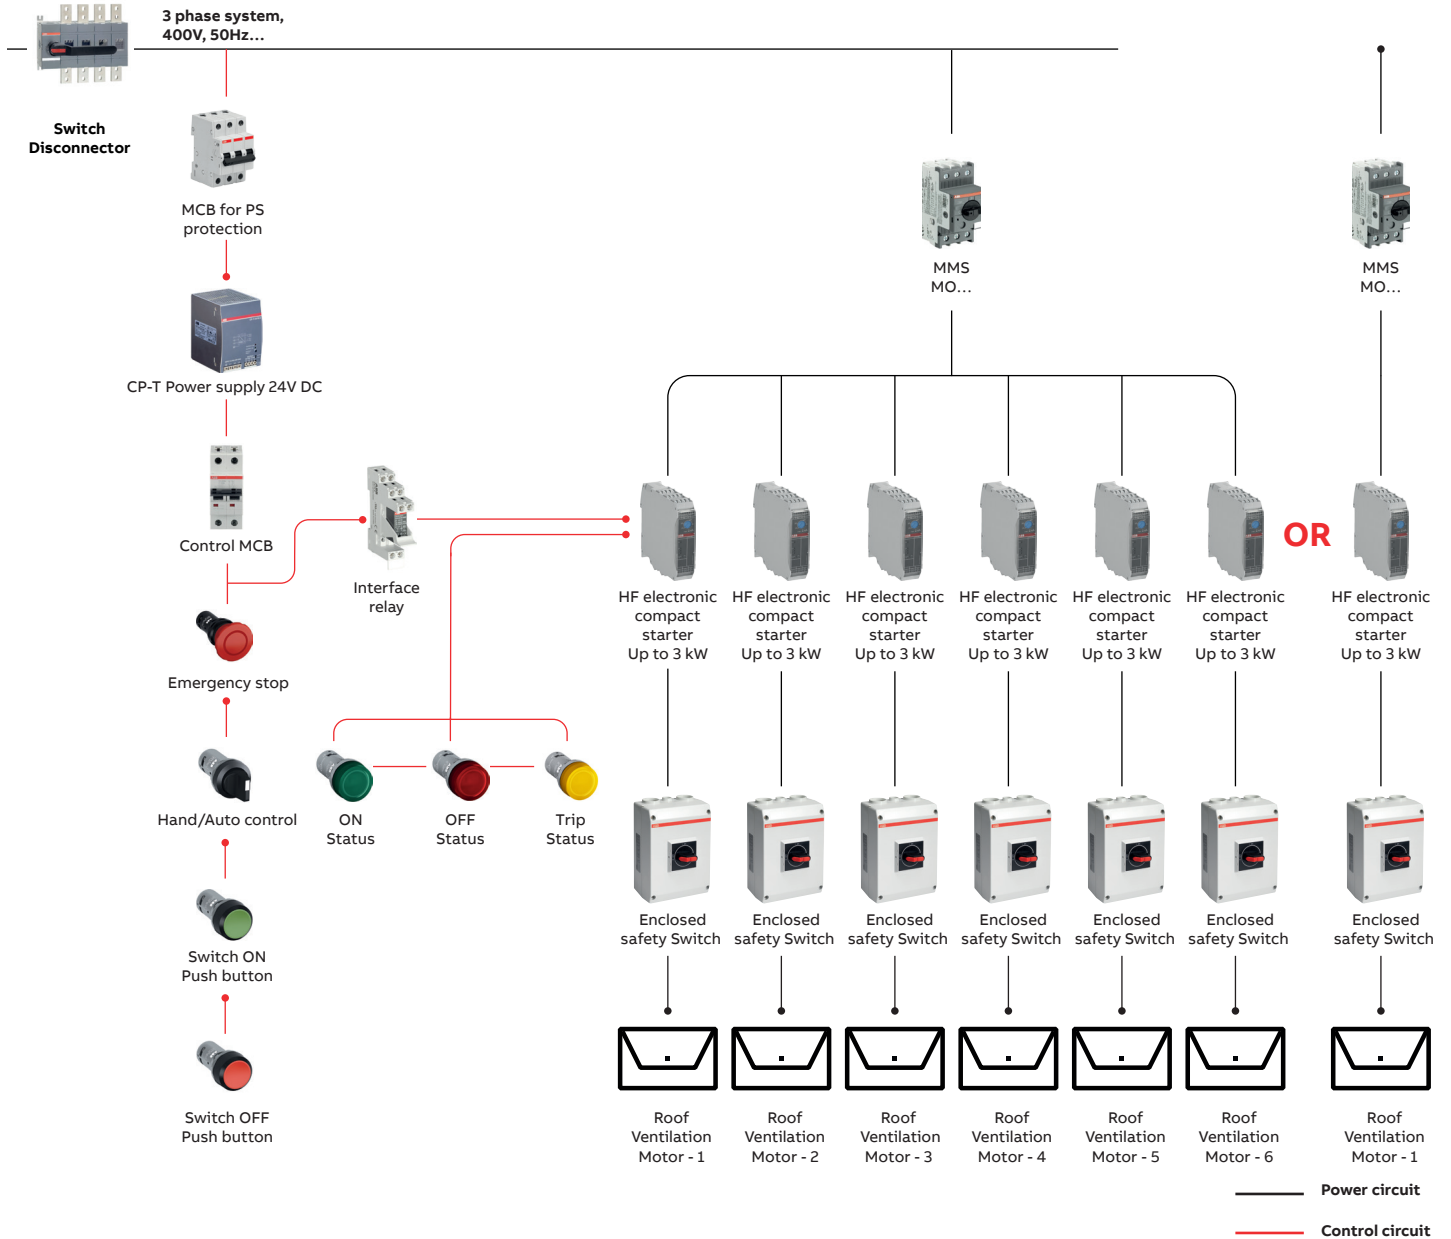 3 phase system,
400V, 50Hz...
Switch
Disconnector
MCB for PS
protection
MMS
MO...
MMS
MO...
CP-T Power supply 24V DC
Control MCB
Interface
relay
OR
HF electronic
compact
starter
Up to 3 kW
HF electronic
compact
starter
Up to 3 kW
HF electronic
compact
starter
Up to 3 kW
HF electronic
compact
starter
Up to 3 kW
HF electronic
compact
starter
Up to 3 kW
HF electronic
compact
starter
Up to 3 kW
HF electronic
compact
starter
Up to 3 kW
Emergency stop
Hand/Auto control
ON
Status
OFF
Status
Trip
Status
Switch ON
Push button
Enclosed
safety Switch
Enclosed
safety Switch
Enclosed
safety Switch
Enclosed
safety Switch
Enclosed
safety Switch
Enclosed
safety Switch
Enclosed
safety Switch
Switch OFF
Push button
Roof
Ventilation
Motor - 1
Roof
Ventilation
Motor - 2
Roof
Ventilation
Motor - 3
Roof
Ventilation
Motor - 4
Roof
Ventilation
Motor - 5
Roof
Ventilation
Motor - 6
Roof
Ventilation
Motor - 1
Power circuit
Control circuit